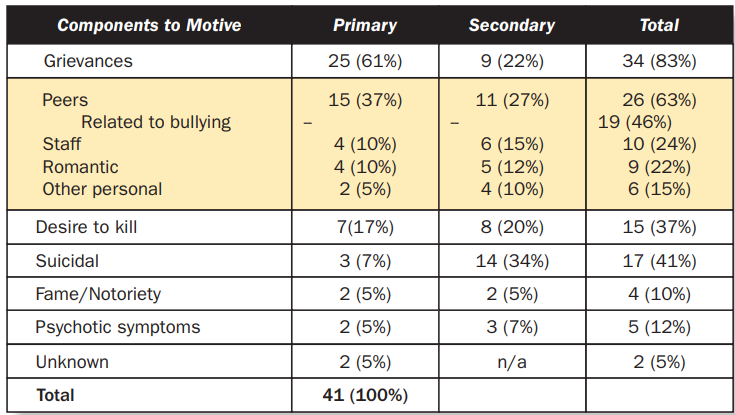 Components to Motive Primary Secondary Total
Grievances 25 (61%) 9 (22%) 34 (83%)
Peers 15 (37%) 11 (27%) 26 (63%)
Related to bullying – – 19 (46%)
Staff 4 (10%) 6 (15%) 10 (24%)
Romantic 4 (10%) 5 (12%) 9 (22%)
Other personal 2 (5%) 4 (10%) 6 (15%)
Desire to kill 7(17%) 8 (20%) 15 (37%)
Suicidal 3 (7%) 14 (34%) 17 (41%)
Fame/Notoriety 2 (5%) 2 (5%) 4 (10%)
Psychotic symptoms 2 (5%) 3 (7%) 5 (12%)
Unknown 2 (5%) n/a 2 (5%)
Total 41 (100%)